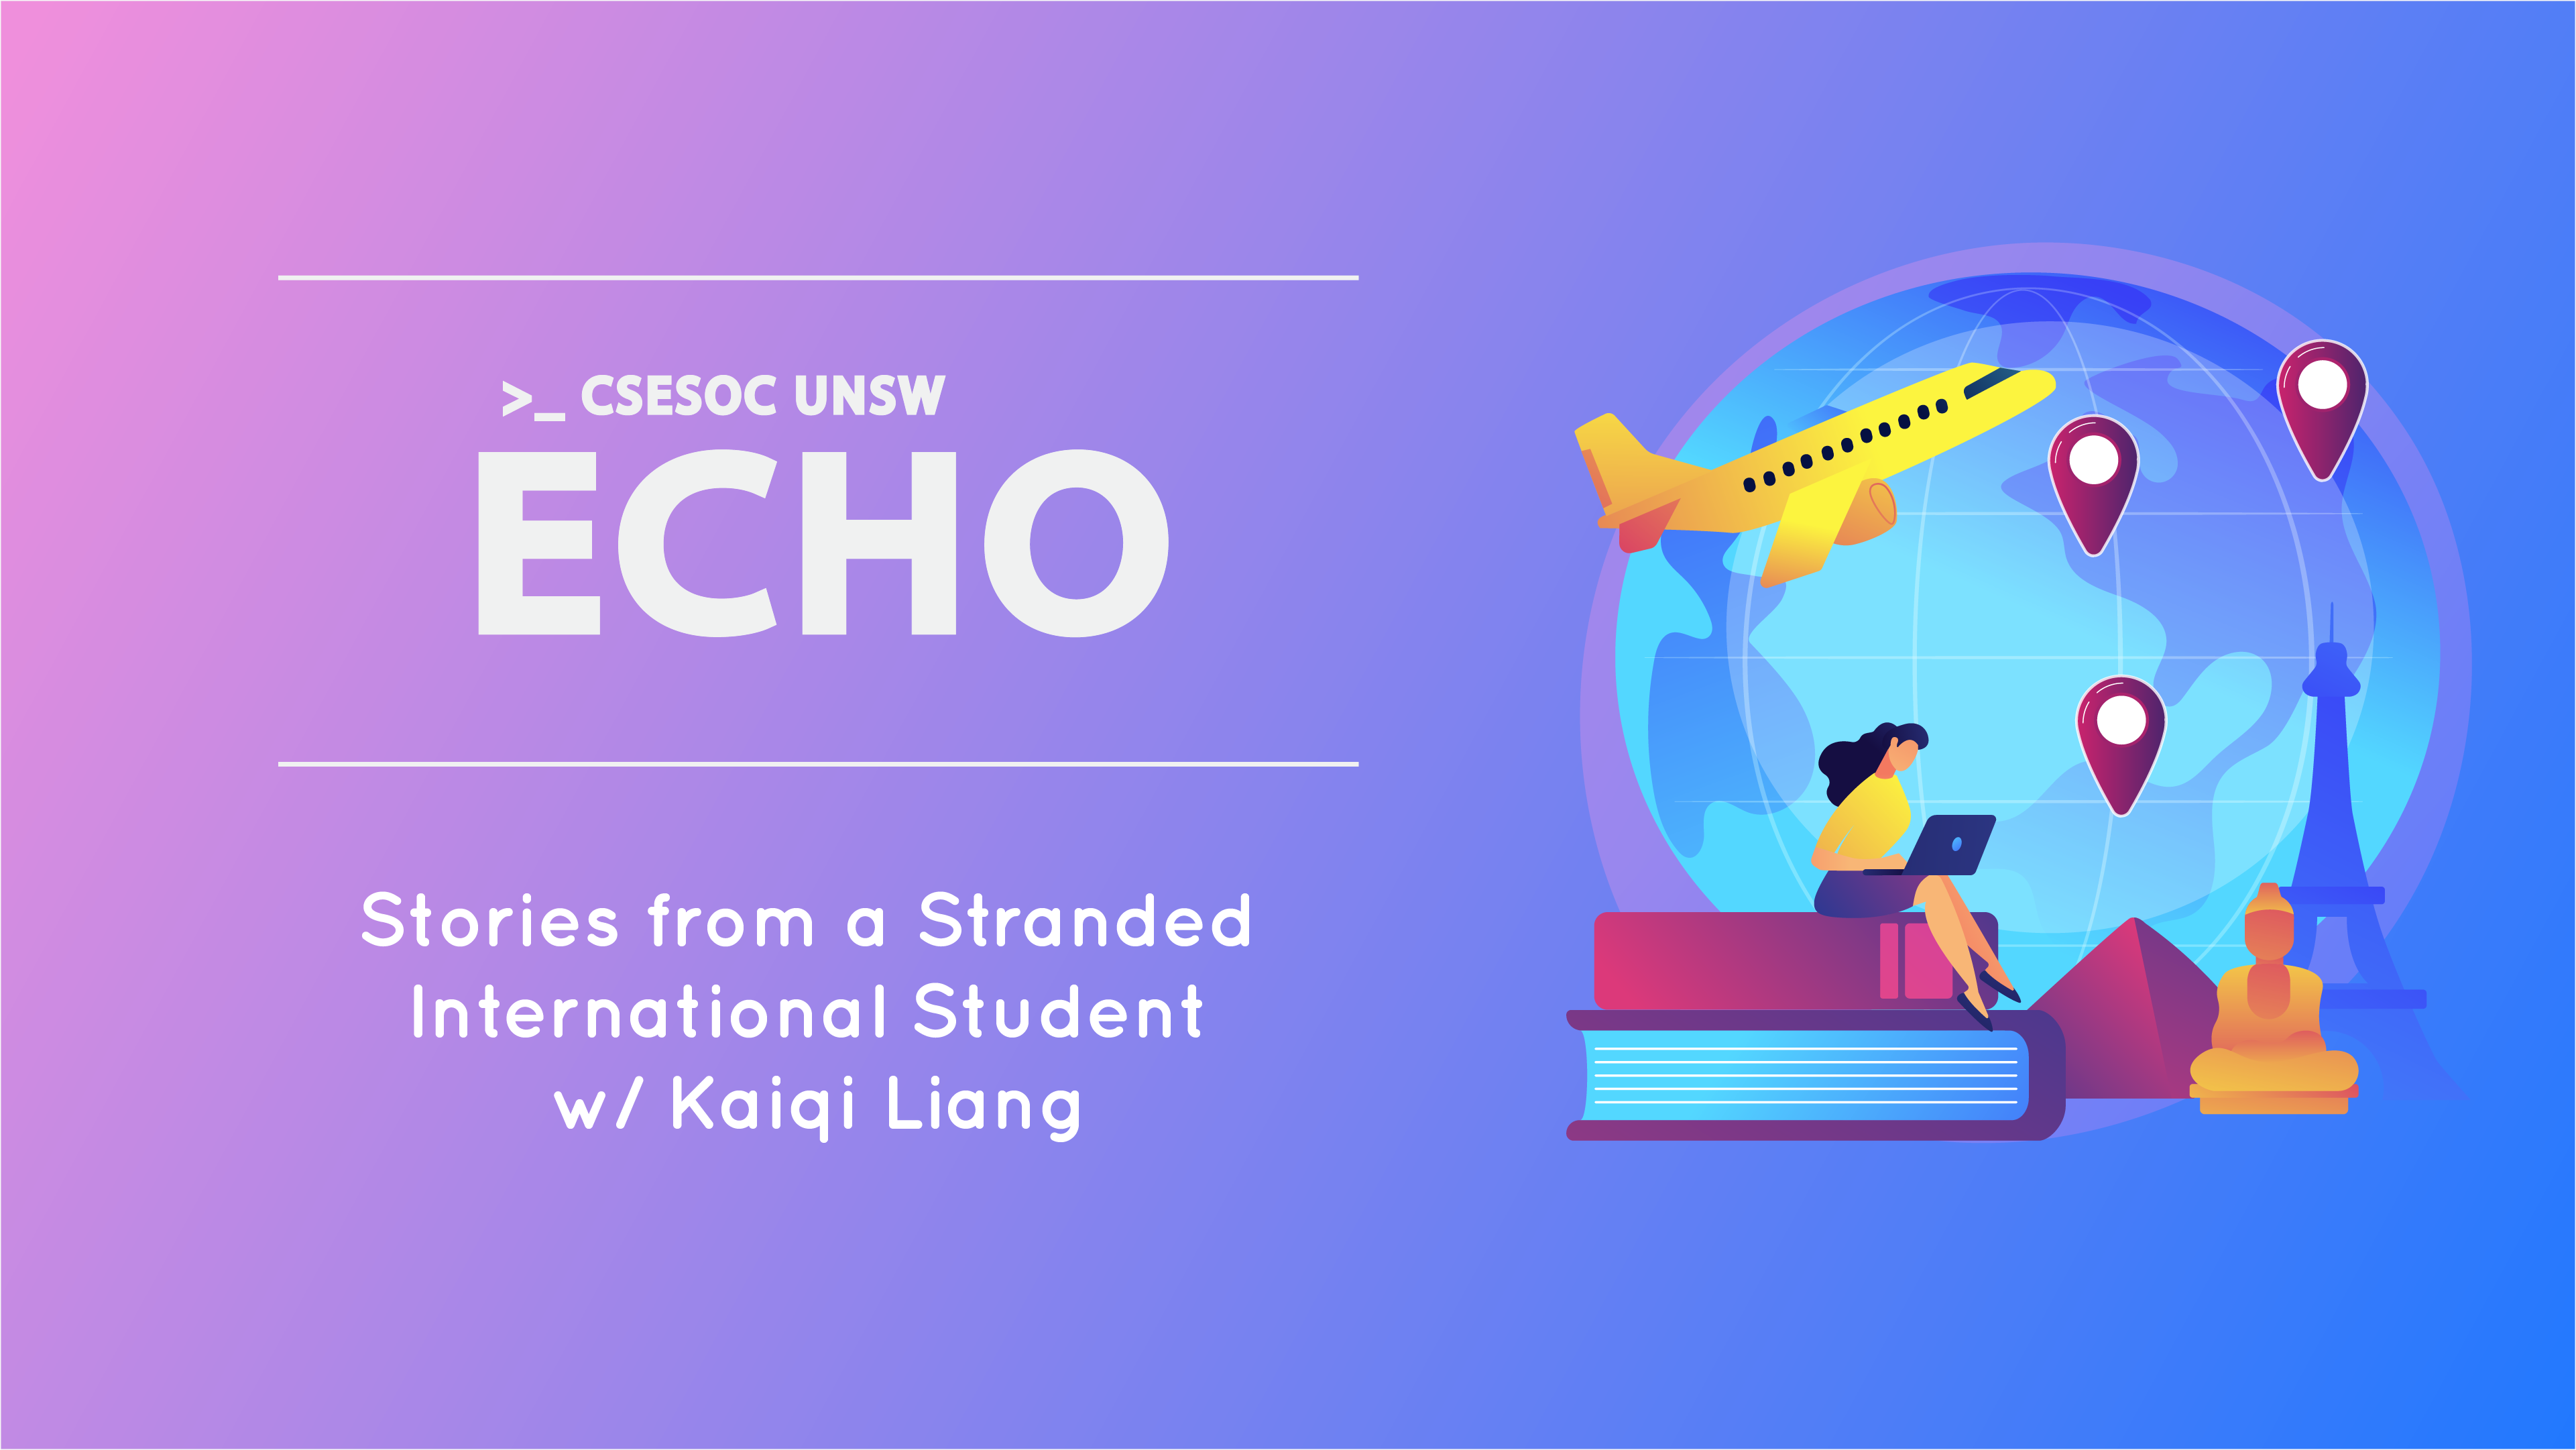 >_ CSESOC UNSW
ECHO
Stories from a Stranded
International Student
w/ Kaiqi Liang